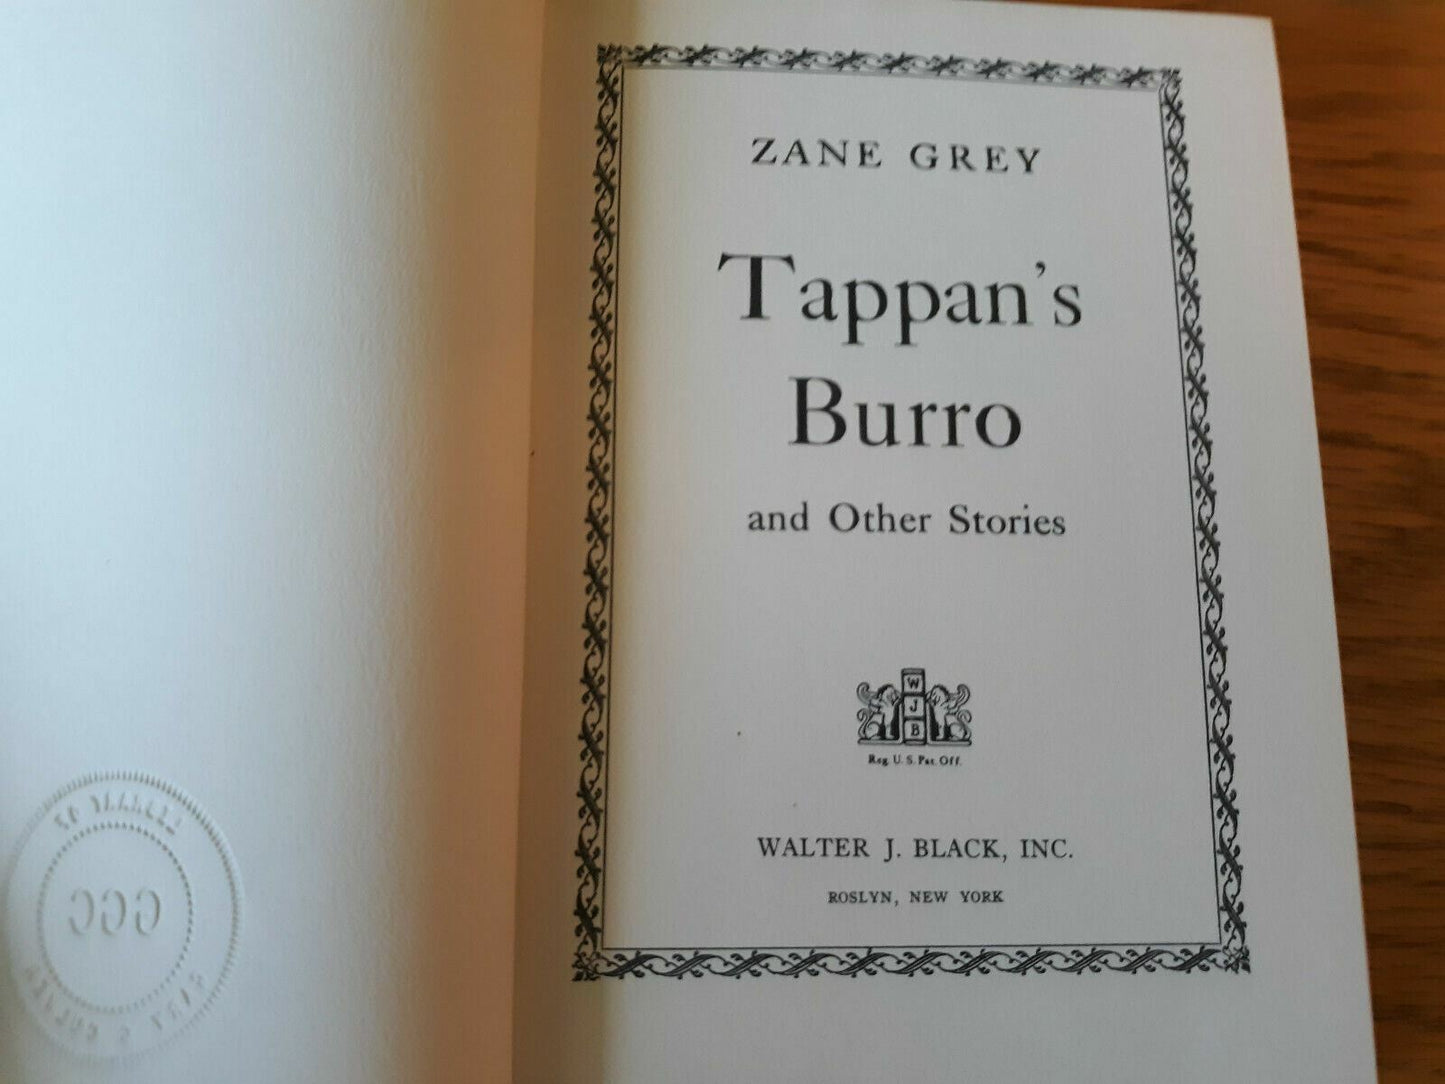 ZANE GREY
Tappan's
Burro
and Other Stories
W
J
B
Reg. U.S. Pat. Off.
WALTER J. BLACK, INC.
ROSLYN, NEW YORK